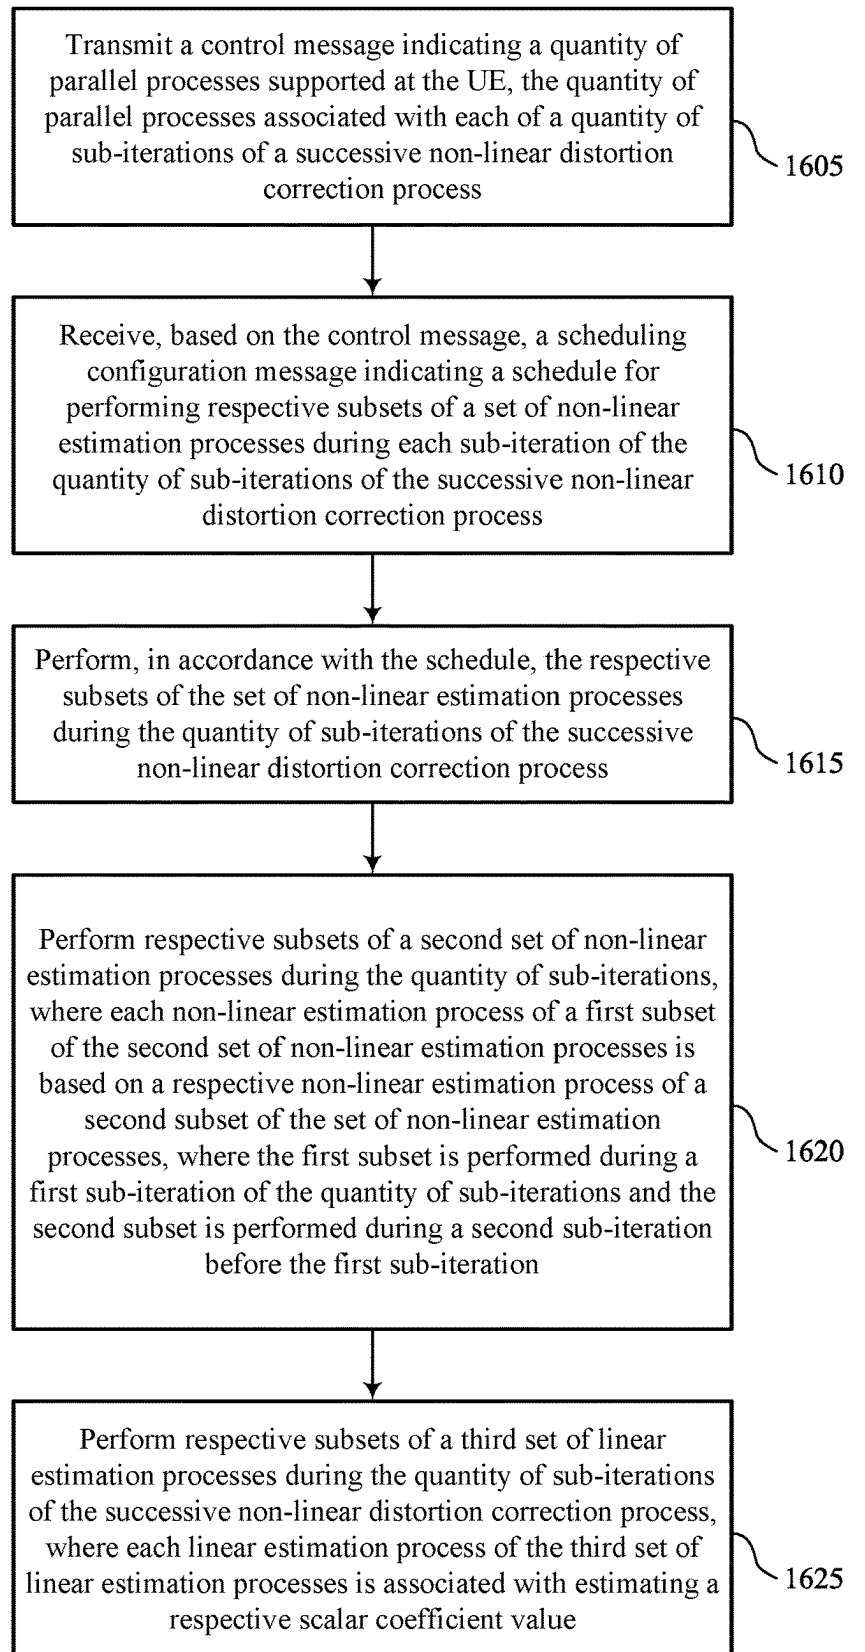 Transmit a control message indicating a quantity of
parallel processes supported at the UE, the quantity of
parallel processes associated with each of a quantity of
sub-iterations of a successive non-linear distortion
correction process
1605
Receive, based on the control message, a scheduling
configuration message indicating a schedule for
performing respective subsets of a set of non-linear
estimation processes during each sub-iteration of the
quantity of sub-iterations of the successive non-linear
distortion correction process
1610
Perform, in accordance with the schedule, the respective
subsets of the set of non-linear estimation processes
during the quantity of sub-iterations of the successive
non-linear distortion correction process
1615
Perform respective subsets of a second set of non-linear
estimation processes during the quantity of sub-iterations,
where each non-linear estimation process of a first subset
of the second set of non-linear estimation processes is
based on a respective non-linear estimation process of a
second subset of the set of non-linear estimation
processes, where the first subset is performed during a
first sub-iteration of the quantity of sub-iterations and the
second subset is performed during a second sub-iteration
before the first sub-iteration
1620
Perform respective subsets of a third set of linear
estimation processes during the quantity of sub-iterations
of the successive non-linear distortion correction process,
where each linear estimation process of the third set of
linear estimation processes is associated with estimating a
respective scalar coefficient value
1625